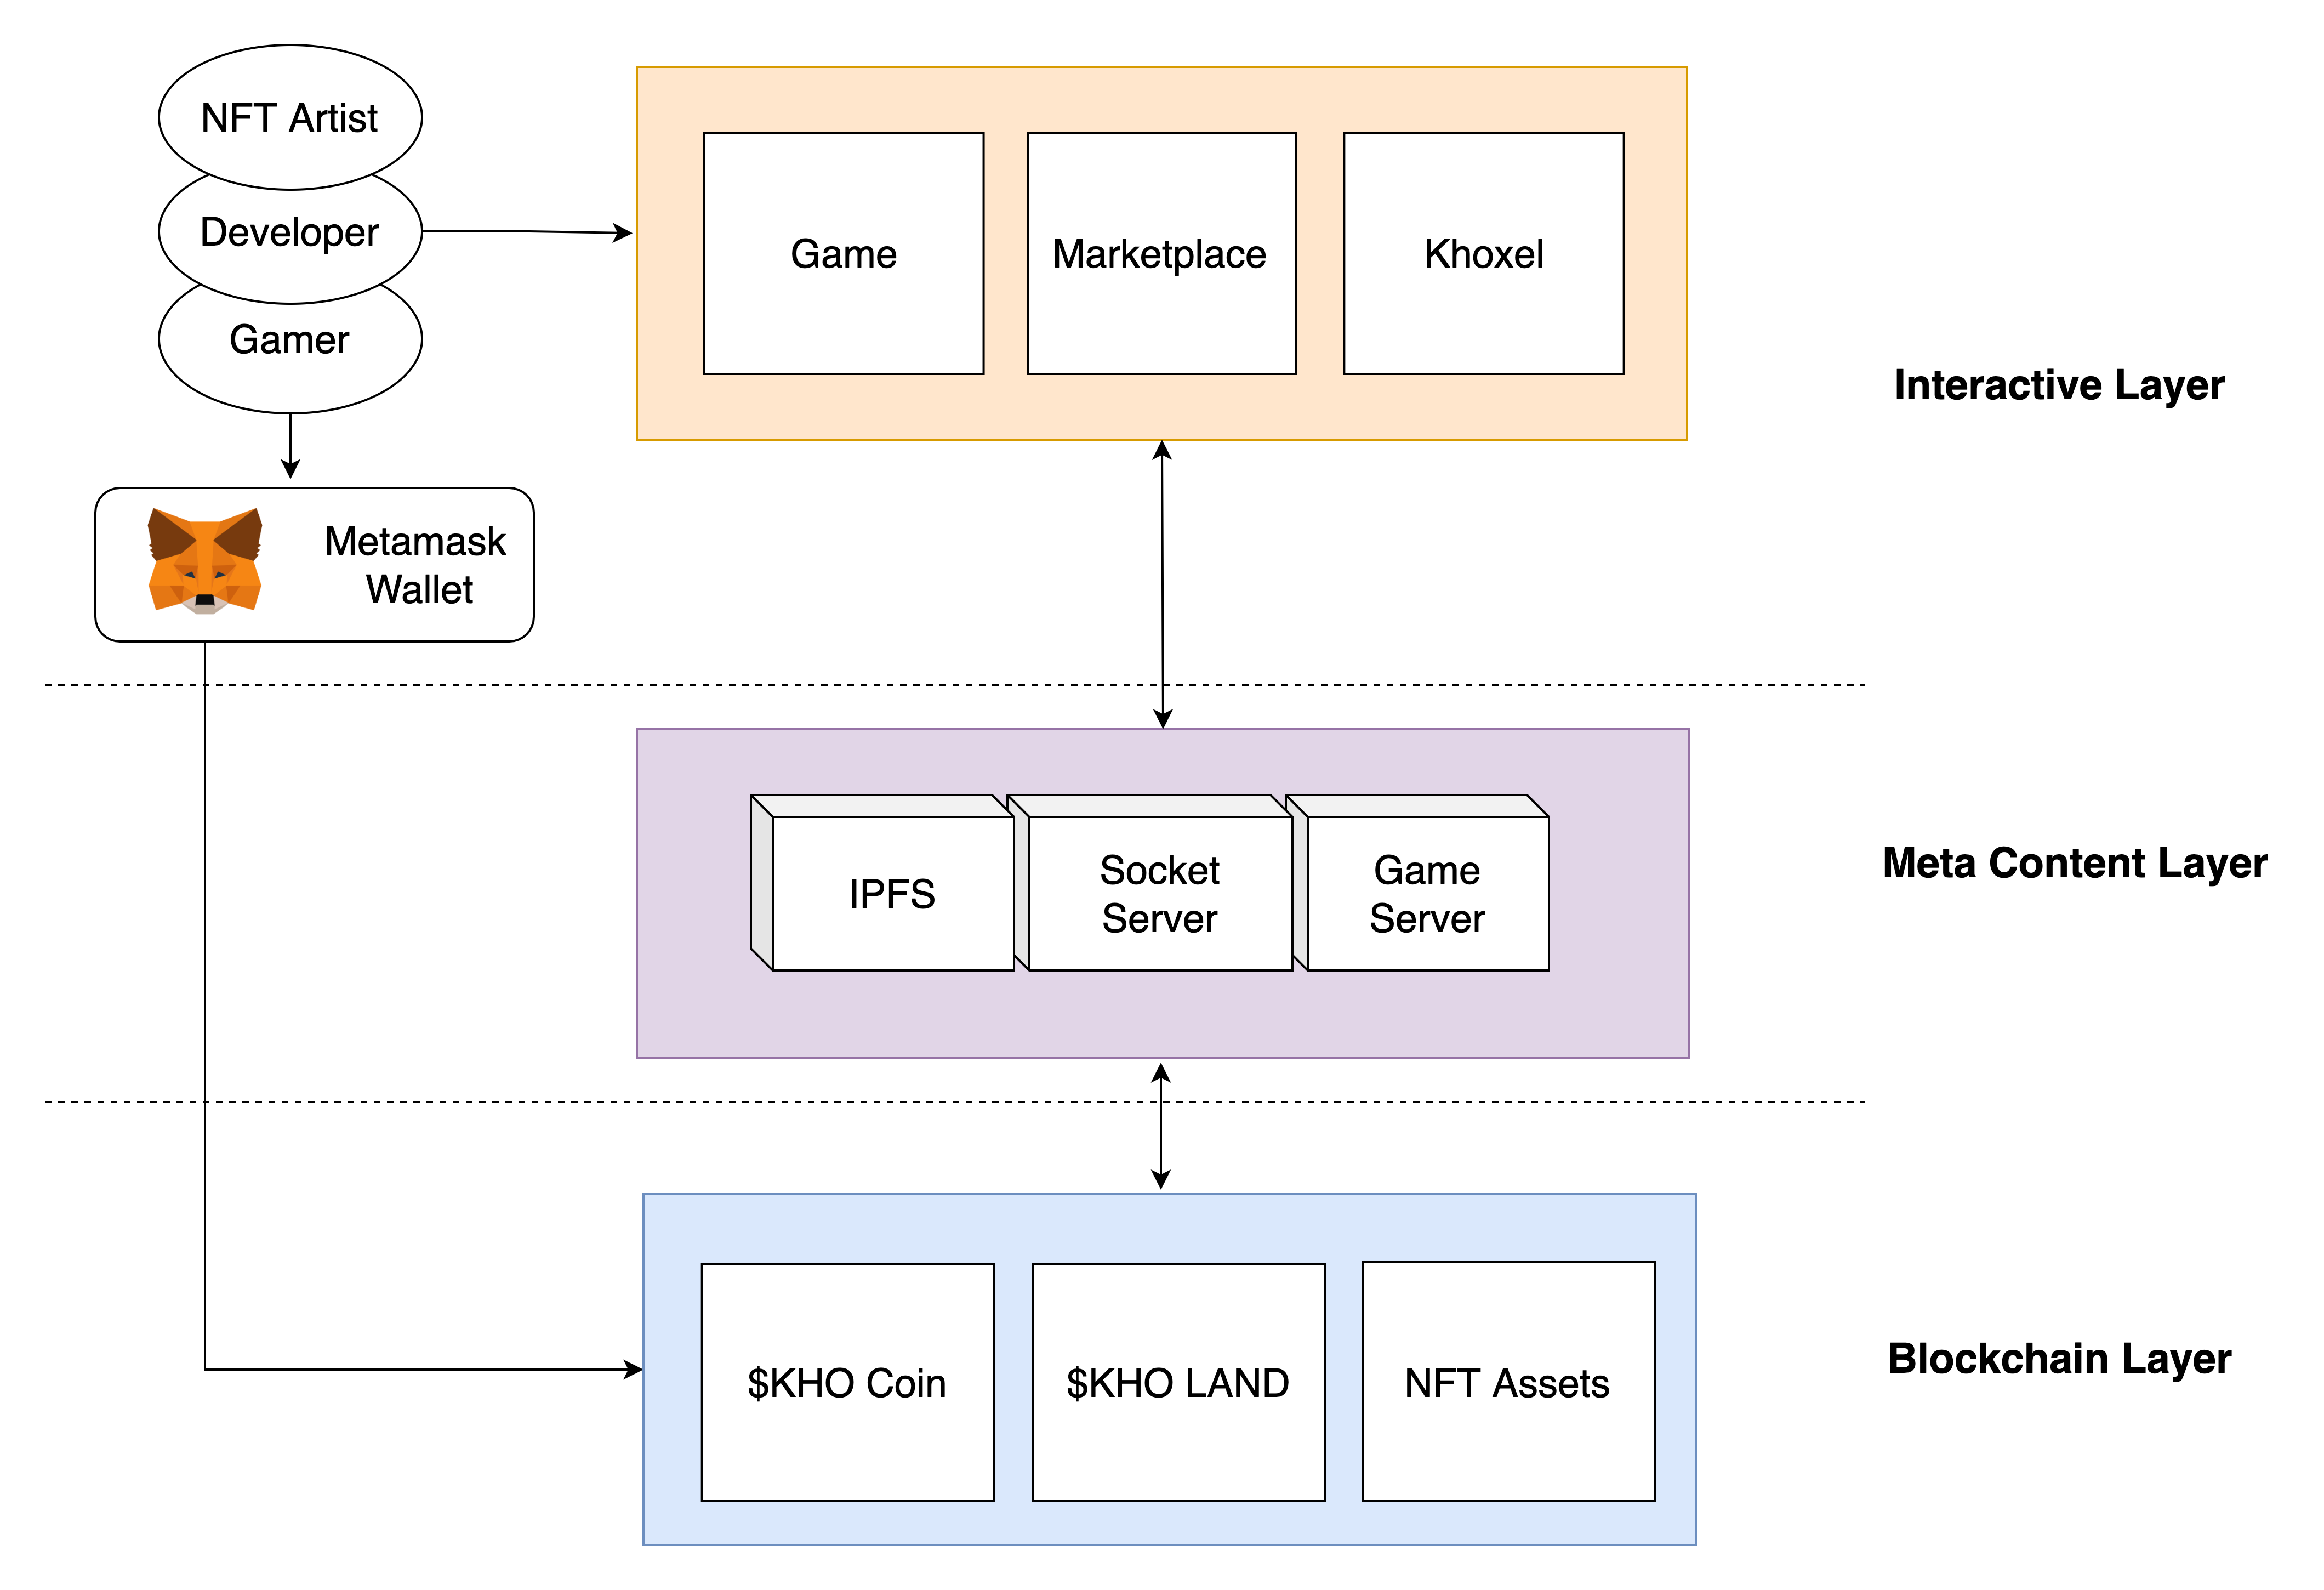 NFT Artist
Developer
Gamer
Game
Marketplace
Khoxel
Interactive Layer
Metamask
Wallet
IPFS
Socket
Server
Game
Server
Meta Content Layer
$KHO Coin
$KHO LAND
NFT Assets
Blockchain Layer